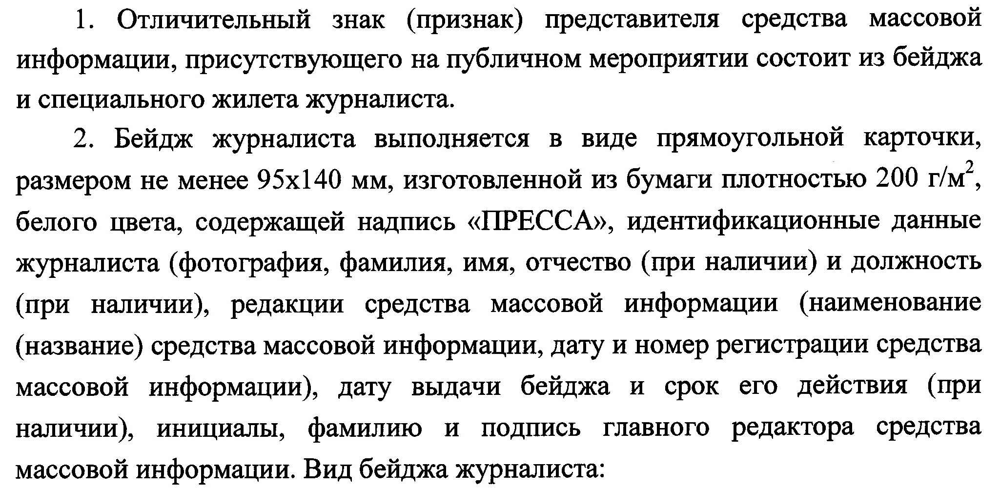 1. Отличительный знак (признак) представителя средства массовой
информации, присутствующего на публичном мероприятии состоит из бейджа
и специального жилета журналиста.
2. Бейдж журналиста выполняется в виде прямоугольной карточки,
размером не менее 95х140 мм, изготовленной из бумаги плотностью 200 г/м²,
белого цвета, содержащей надпись «ПРЕССА», идентификационные данные
журналиста (фотография, фамилия, имя, отчество (при наличии) и должность
(при наличии), редакции средства массовой информации (наименование
(название) средства массовой информации, дату и номер регистрации средства
массовой информации), дату выдачи бейджа и срок его действия (при
наличии), инициалы, фамилию и подпись главного редактора средства
массовой информации. Вид бейджа журналиста: